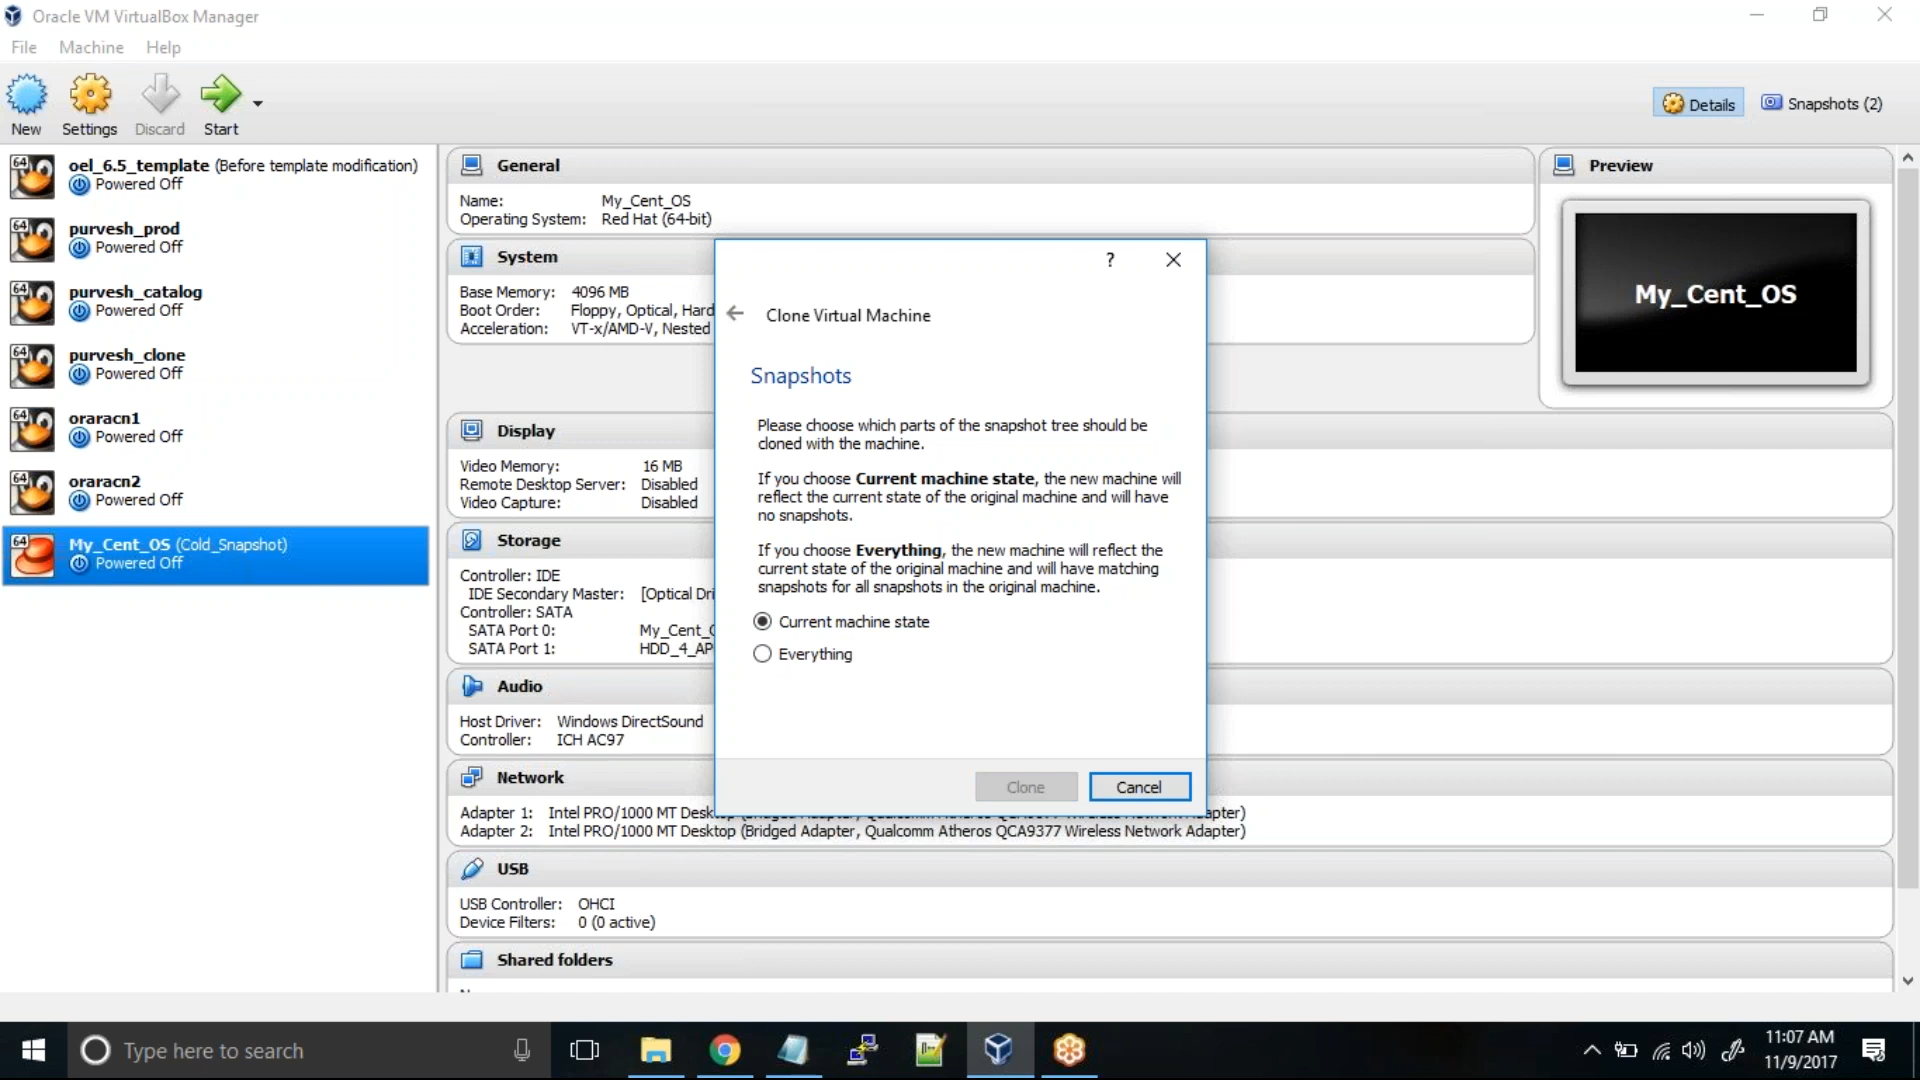 Oracle VM VirtualBox Manager
File Machine Help
New Settings Discard Start
Details Snapshots (2)
64 oel_6.5_template (Before template modification)
Powered Off
64 purvesh_prod
Powered Off
64 purvesh_catalog
Powered Off
64 purvesh_clone
Powered Off
64 oraracn1
Powered Off
64 oraracn2
Powered Off
64 My_Cent_OS (Cold_Snapshot)
Powered Off
General
Name: My_Cent_OS
Operating System: Red Hat (64-bit)
System
Base Memory: 4096 MB
Boot Order: Floppy, Optical, Hard
Acceleration: VT-x/AMD-V, Nested
Display
Video Memory: 16 MB
Remote Desktop Server: Disabled
Video Capture: Disabled
Storage
Controller: IDE
IDE Secondary Master: [Optical Dri
Controller: SATA
SATA Port 0: My_Cent_
SATA Port 1: HDD_4_AP
Audio
Host Driver: Windows DirectSound
Controller: ICH AC97
Network
Adapter 1: Intel PRO/1000 MT Desk
Adapter 2: Intel PRO/1000 MT Desktop (Bridged Adapter, Qualcomm Atheros QCA9377 Wireless Network Adapter)
USB
USB Controller: OHCI
Device Filters: 0 (0 active)
Shared folders
Preview
My_Cent_OS
?
Clone Virtual Machine
Snapshots
Please choose which parts of the snapshot tree should be
cloned with the machine.
If you choose Current machine state, the new machine will
reflect the current state of the original machine and will have
no snapshots.
If you choose Everything, the new machine will reflect the
current state of the original machine and will have matching
snapshots for all snapshots in the original machine.
Current machine state
Everything
Clone Cancel
Type here to search
11:07 AM
11/9/2017